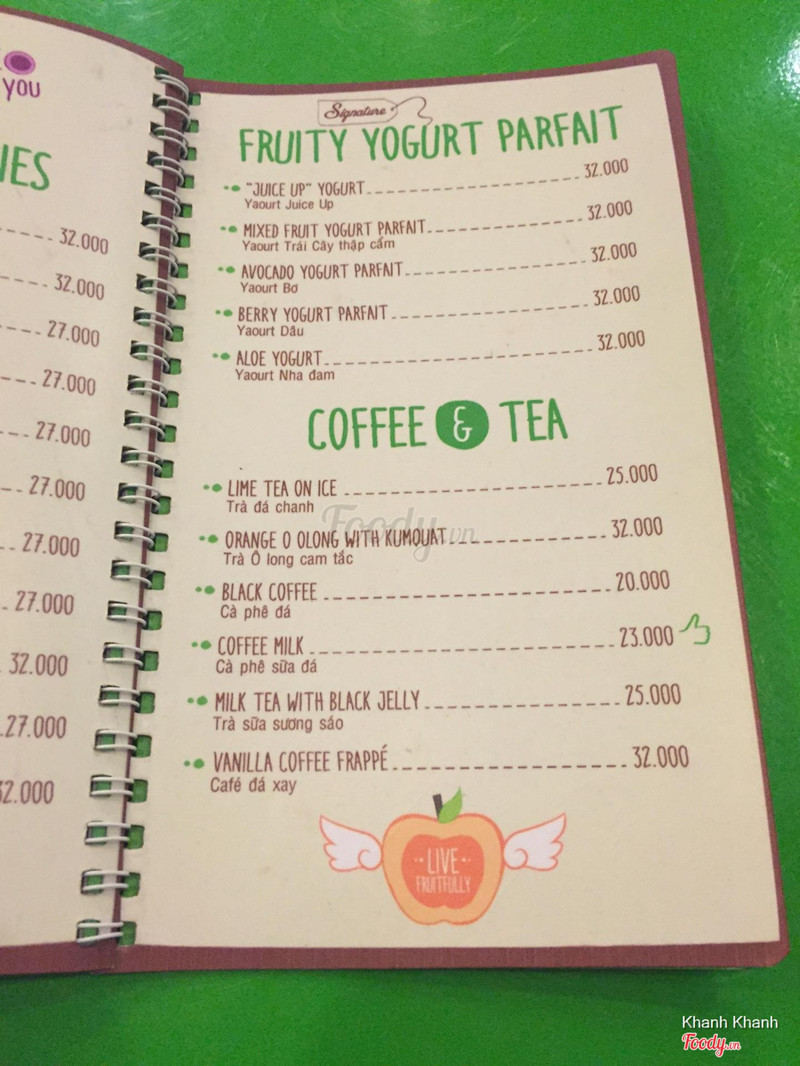 YOU
IES
32.000
32.000
27.000
27.000
27.000
27.000
27.000
27.000
32.000
27.000
32.000
Signature
FRUITY YOGURT PARFAIT
"JUICE UP" YOGURT 32.000
Yaourt Juice Up
MIXED FRUIT YOGURT PARFAIT 32.000
Yaourt Trái Cây thập cẩm
AVOCADO YOGURT PARFAIT 32.000
Yaourt Bơ
BERRY YOGURT PARFAIT 32.000
Yaourt Dâu
ALOE YOGURT 32.000
Yaourt Nha đam
COFFEE & TEA
LIME TEA ON ICE 25.000
Trà đá chanh
Foody.vn
ORANGE O OLONG WITH KUMQUAT 32.000
Trà Ô long cam tắc
BLACK COFFEE 20.000
Cà phê đá
COFFEE MILK 23.000
Cà phê sữa đá
MILK TEA WITH BLACK JELLY 25.000
Trà sữa sương sáo
VANILLA COFFEE FRAPPÉ 32.000
Café đá xay
LIVE
FRUITFULLY
Khanh Khanh
Foody.vn